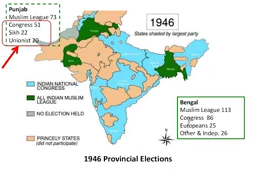 Punjab
Muslim League 73
Congress 51
Sikh 22
Unionist 20
1946
States shaded by largest party
INDIAN NATIONAL
CONGRESS
ALL INDIAN MUSLIM
LEAGUE
NO ELECTION HELD
PRINCELY STATES
(did not participate)
Bengal
Muslim League 113
Congress 86
Europeans 25
Other & Indep. 26
1946 Provincial Elections